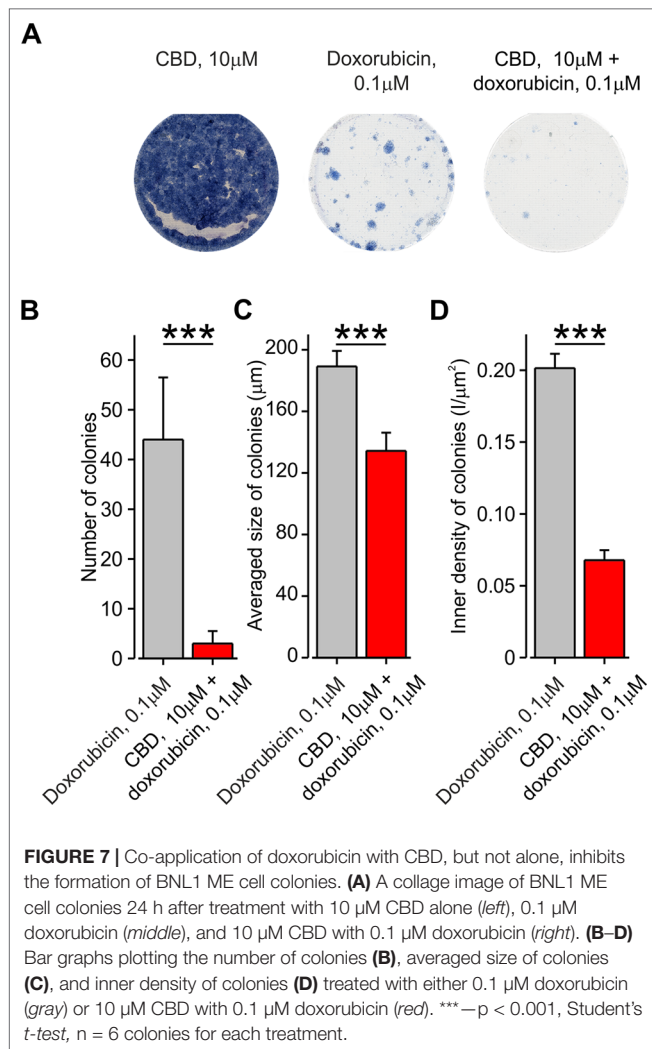 A
CBD, 10μM
Doxorubicin,
0.1μM
CBD, 10μM +
doxorubicin, 0.1μM
B
***
Number of colonies
60
50
40
30
20
10
0
Doxorubicin, 0.1μM
CBD, 10μM +
doxorubicin, 0.1μM
C
***
Averaged size of colonies (μm)
200
160
120
80
40
0
Doxorubicin, 0.1μM
CBD, 10μM +
doxorubicin, 0.1μM
D
***
Inner density of colonies (I/μm²)
0.20
0.15
0.10
0.05
0
Doxorubicin, 0.1μM
CBD, 10μM +
doxorubicin, 0.1μM
FIGURE 7 | Co-application of doxorubicin with CBD, but not alone, inhibits
the formation of BNL1 ME cell colonies. (A) A collage image of BNL1 ME
cell colonies 24 h after treatment with 10 μM CBD alone (left), 0.1 μM
doxorubicin (middle), and 10 μM CBD with 0.1 μM doxorubicin (right). (B–D)
Bar graphs plotting the number of colonies (B), averaged size of colonies
(C), and inner density of colonies (D) treated with either 0.1 μM doxorubicin
(gray) or 10 μM CBD with 0.1 μM doxorubicin (red). ***—p < 0.001, Student's
t-test, n = 6 colonies for each treatment.